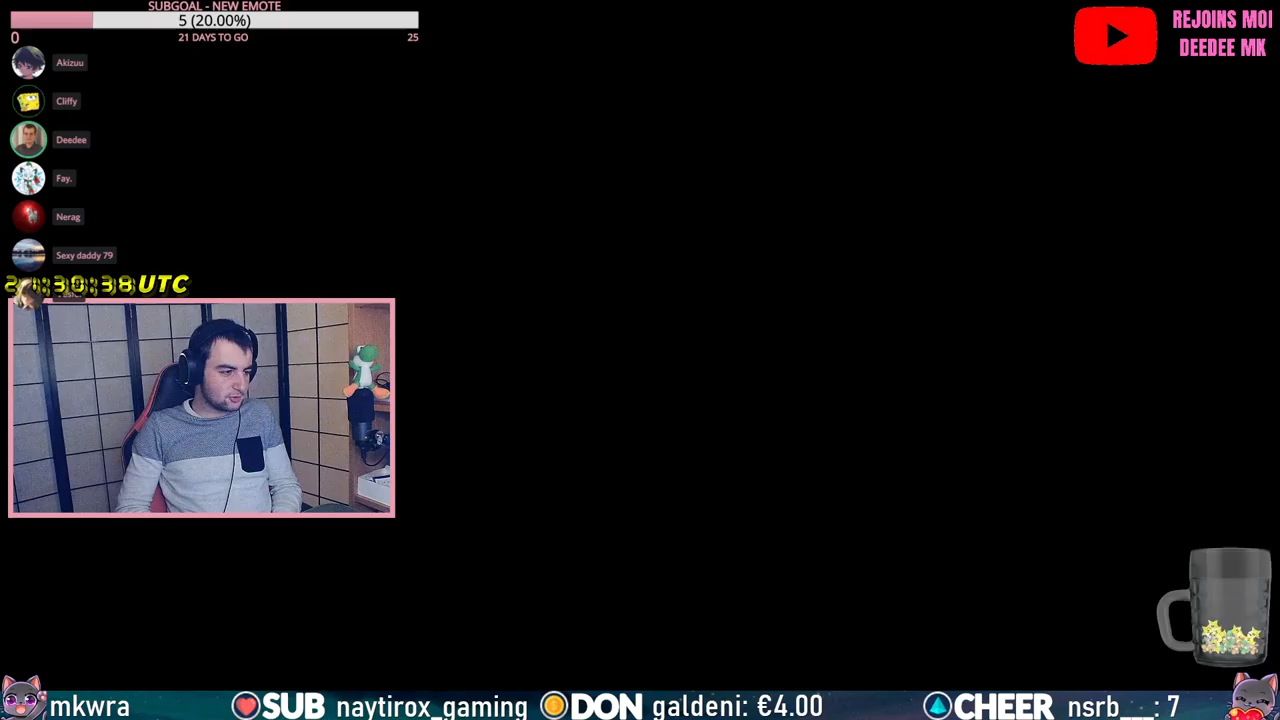 SUBGOAL - NEW EMOTE
5 (20.00%)
0
21 DAYS TO GO
25
REJOINS MOI
DEEDEE MK
Akizuu
Cliffy
Deedee
Fay.
Nerag
Sexy daddy 79
:38 UTC
mkwra
SUB naytirox_gaming
DON galdeni: €4.00
CHEER nsrb___: 7